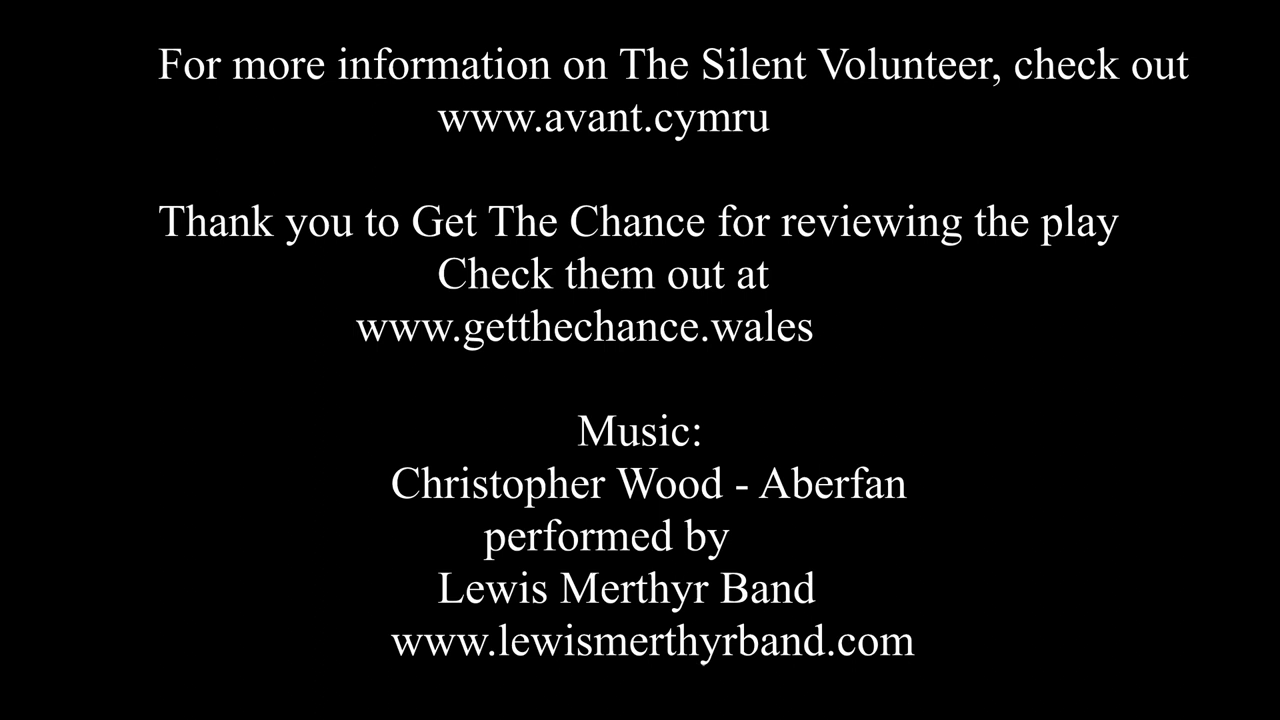 For more information on The Silent Volunteer, check out
www.avant.cymru
Thank you to Get The Chance for reviewing the play
Check them out at
www.getthechance.wales
Music:
Christopher Wood - Aberfan
performed by
Lewis Merthyr Band
www.lewismerthyrband.com